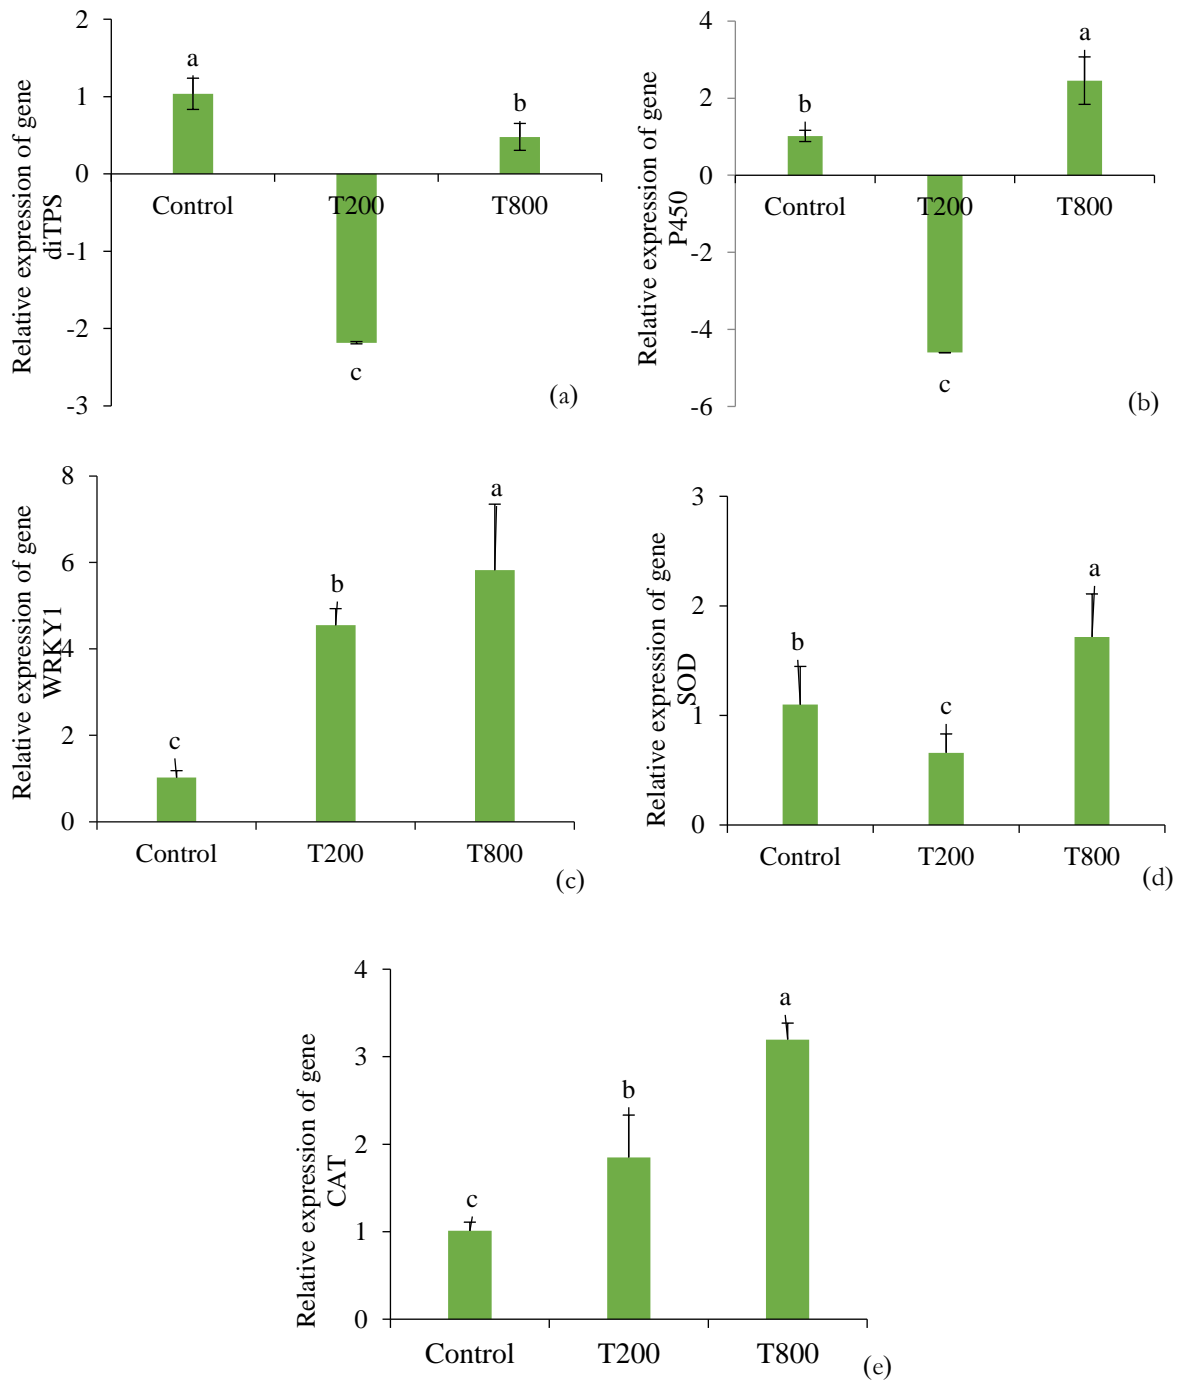 Relative expression of gene
diTPS
2
1
0
-1
-2
-3
a
b
c
Control
T200
T800
(a)
Relative expression of gene
P450
4
2
0
-2
-4
-6
b
a
c
Control
T200
T800
(b)
Relative expression of gene
WRKY1
8
6
4
2
0
c
b
a
Control
T200
T800
(c)
Relative expression of gene
SOD
3
2
1
0
b
c
a
Control
T200
T800
(d)
Relative expression of gene
CAT
4
3
2
1
0
c
b
a
Control
T200
T800
(e)